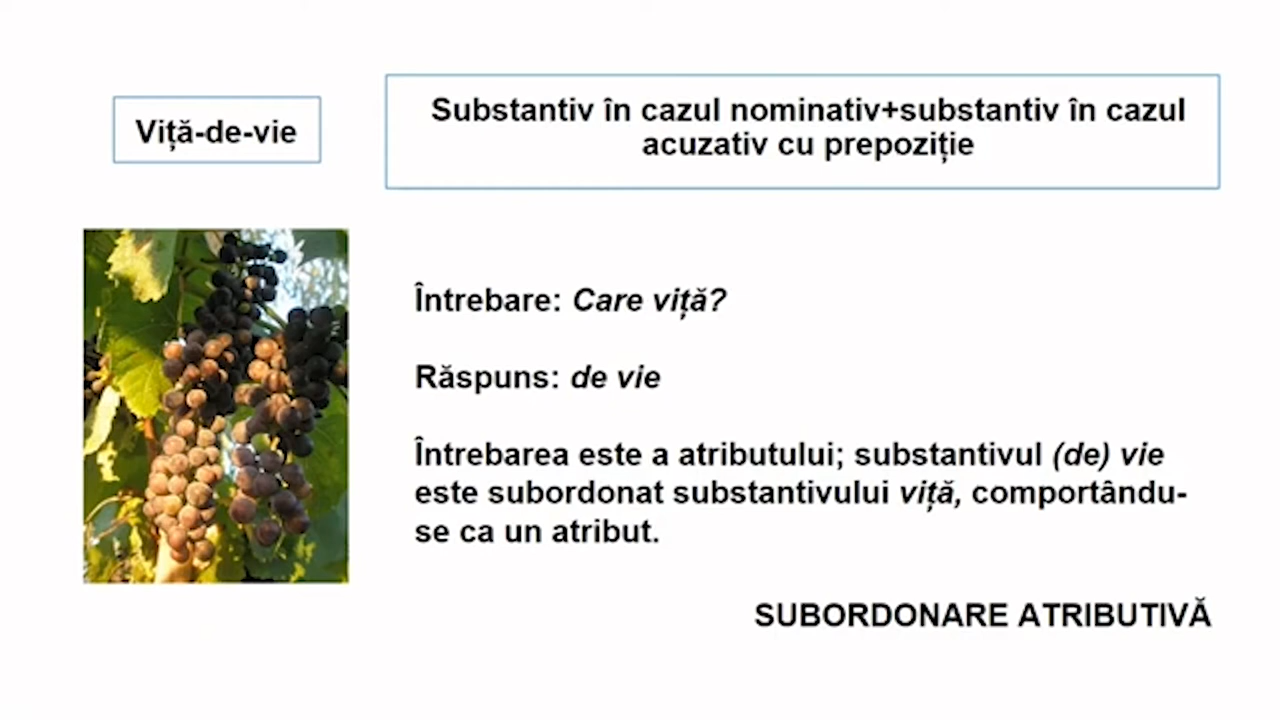 Viță-de-vie
Substantiv în cazul nominativ+substantiv în cazul
acuzativ cu prepoziție
Întrebare: Care viță?
Răspuns: de vie
Întrebarea este a atributului; substantivul (de) vie
este subordonat substantivului viță, comportându-
se ca un atribut.
SUBORDONARE ATRIBUTIVĂ